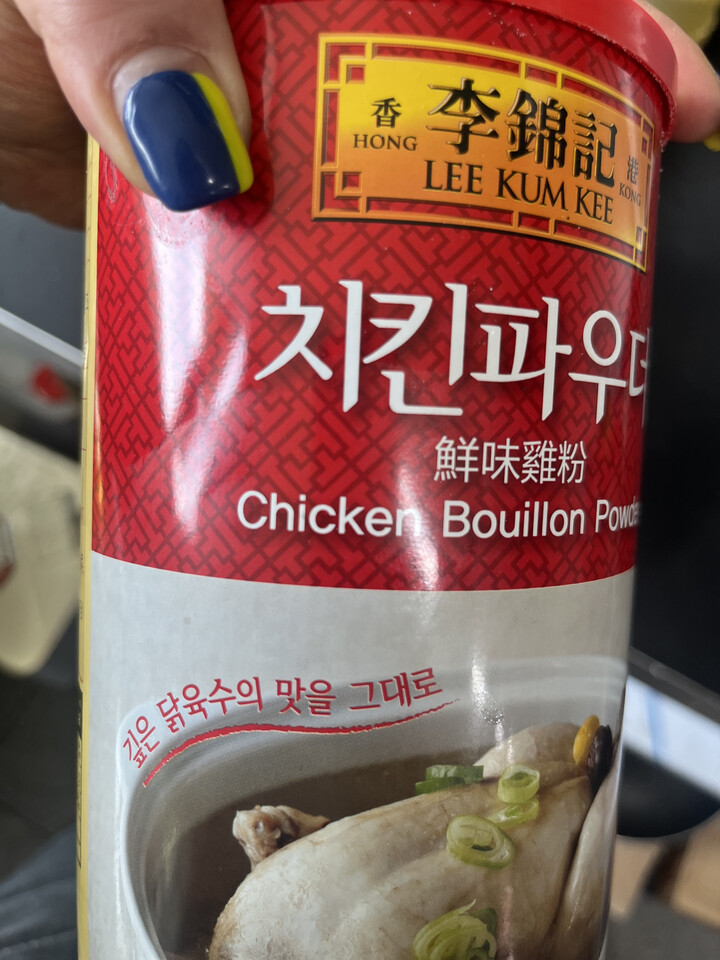 香 李錦記 港
HONG LEE KUM KEE KONG
치킨파우더
鮮味雞粉
Chicken Bouillon Powder
깊은 닭육수의 맛을 그대로